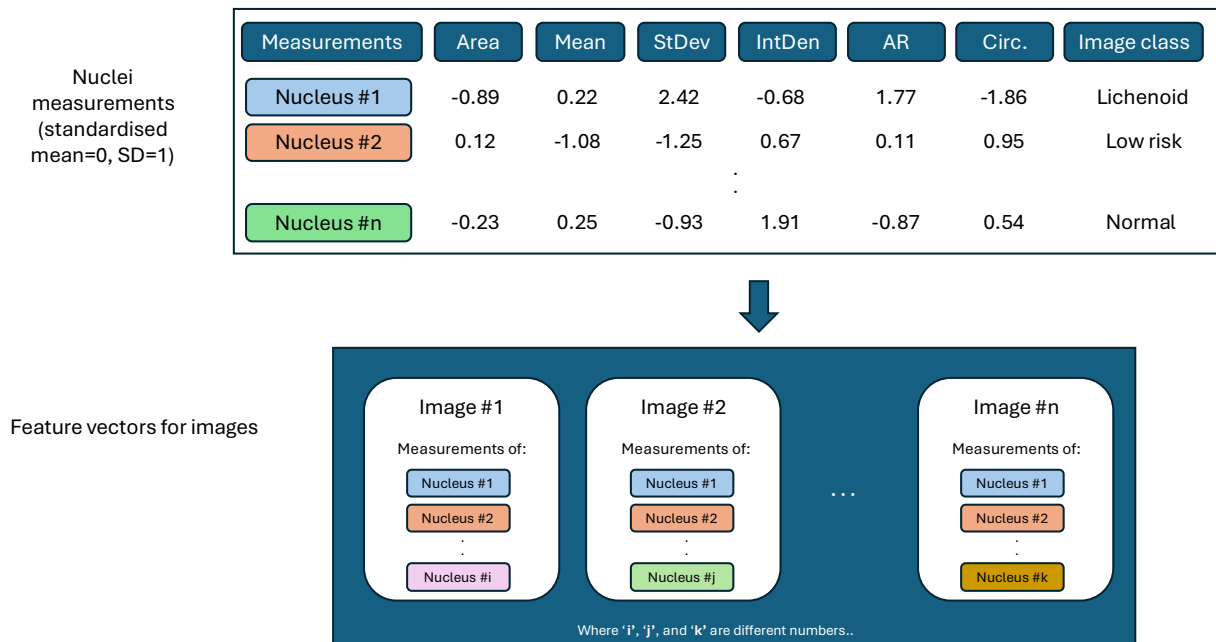 Measurements Area Mean StDev IntDen AR Circ. Image class
Nuclei
measurements
(standardised
mean=0, SD=1)
Nucleus #1 -0.89 0.22 2.42 -0.68 1.77 -1.86 Lichenoid
Nucleus #2 0.12 -1.08 -1.25 0.67 0.11 0.95 Low risk
.
.
Nucleus #n -0.23 0.25 -0.93 1.91 -0.87 0.54 Normal
Feature vectors for images
Image #1
Measurements of:
Nucleus #1
Nucleus #2
.
.
Nucleus #i
Image #2
Measurements of:
Nucleus #1
Nucleus #2
.
.
Nucleus #j
...
Image #n
Measurements of:
Nucleus #1
Nucleus #2
.
.
Nucleus #k
Where ‘i’, ‘j’, and ‘k’ are different numbers..